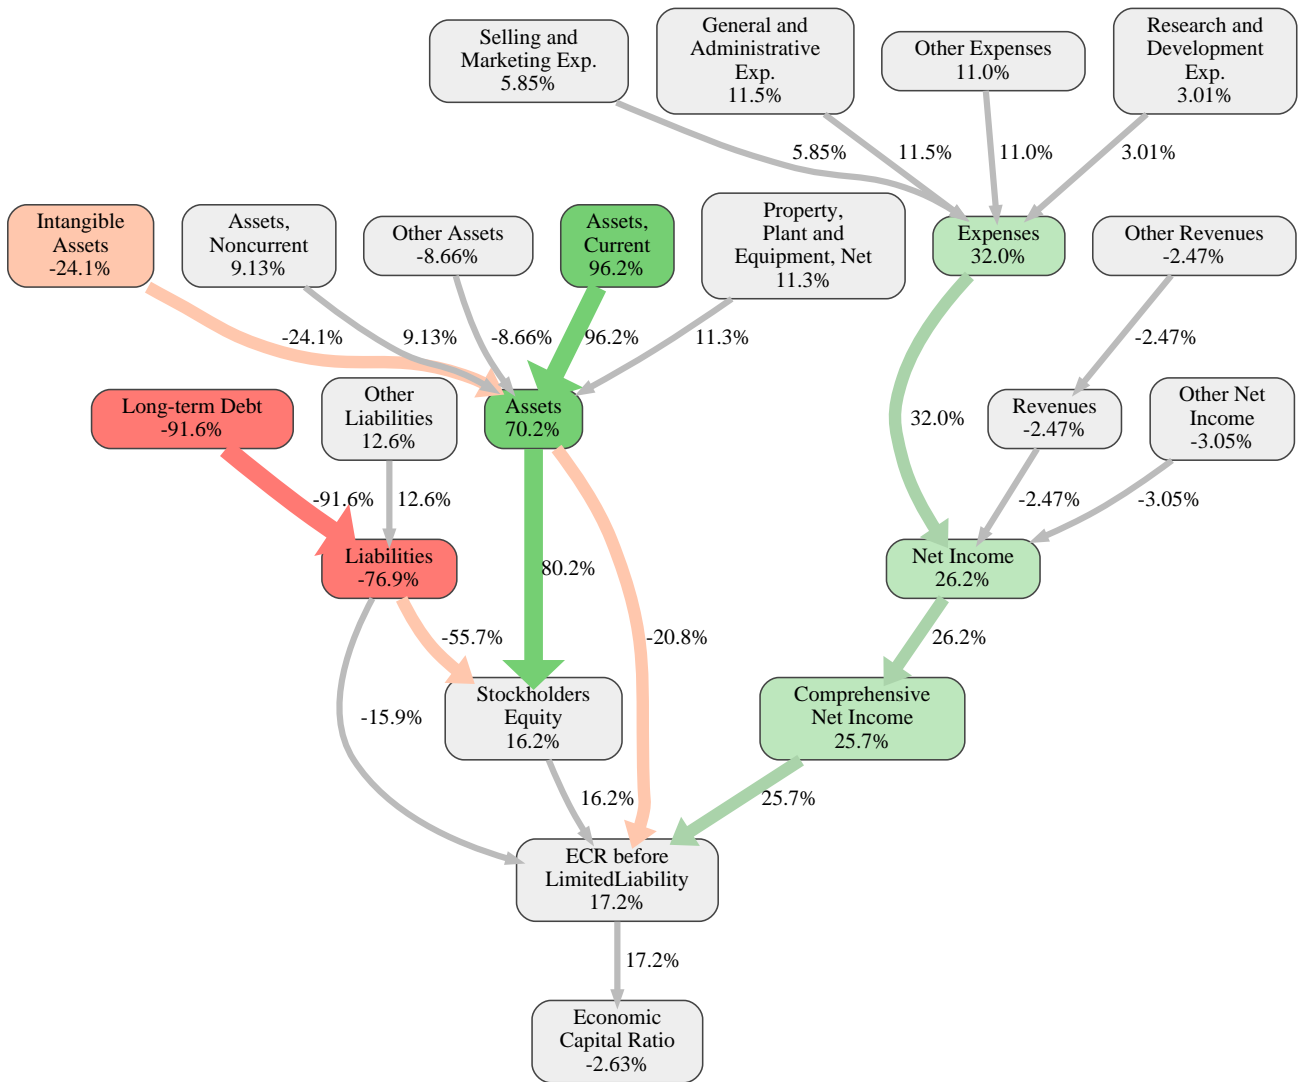 Selling and
Marketing Exp.
5.85%
General and
Administrative
Exp.
11.5%
Other Expenses
11.0%
Research and
Development
Exp.
3.01%
5.85%
11.5%
11.0%
3.01%
Intangible
Assets
-24.1%
Assets,
Noncurrent
9.13%
Other Assets
-8.66%
Assets,
Current
96.2%
Property,
Plant and
Equipment, Net
11.3%
Expenses
32.0%
Other Revenues
-2.47%
-24.1%
9.13%
-8.66%
96.2%
11.3%
-2.47%
Long-term Debt
-91.6%
Other
Liabilities
12.6%
Assets
70.2%
32.0%
Revenues
-2.47%
Other Net
Income
-3.05%
-91.6%
12.6%
-2.47%
-3.05%
Liabilities
-76.9%
80.2%
Net Income
26.2%
-55.7%
-20.8%
26.2%
-15.9%
Stockholders
Equity
16.2%
Comprehensive
Net Income
25.7%
16.2%
25.7%
ECR before
LimitedLiability
17.2%
17.2%
Economic
Capital Ratio
-2.63%